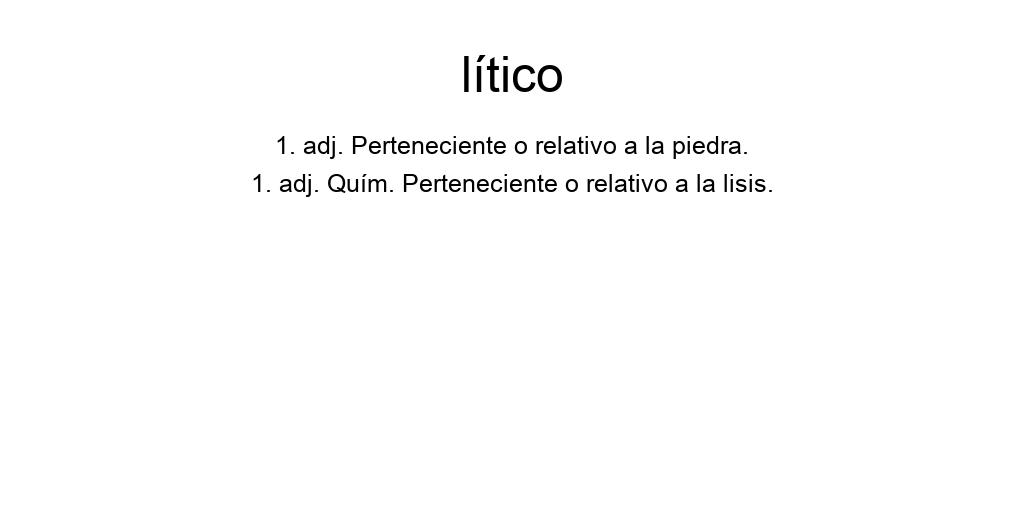 lítico
1. adj. Perteneciente o relativo a la piedra.
1. adj. Quím. Perteneciente o relativo a la lisis.